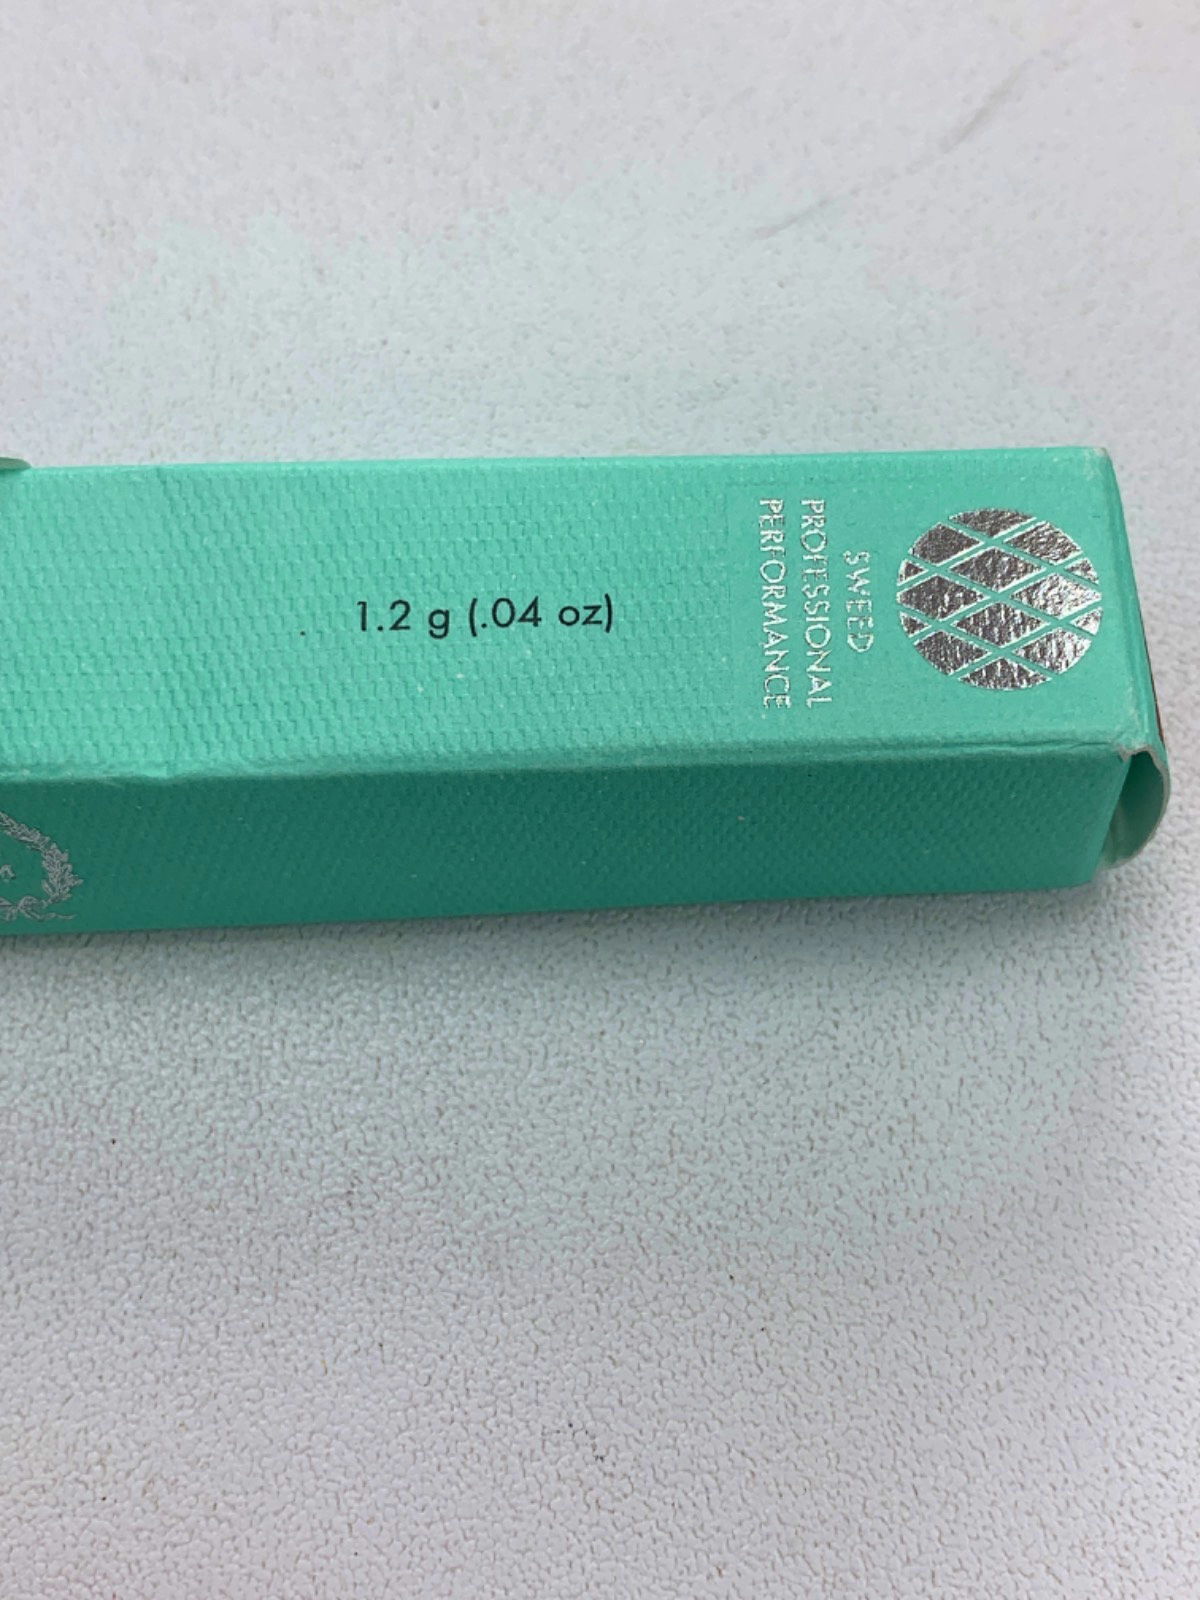 SWEED
PROFESSIONAL
PERFORMANCE
1.2 g (.04 oz)